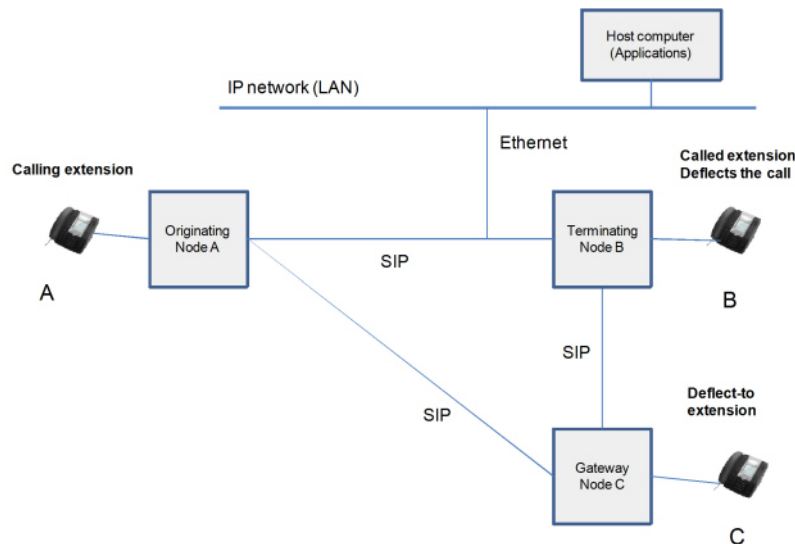 Host computer
(Applications)
IP network (LAN)
Ethernet
Calling extension
Called extension
Deflects the call
Originating
Node A
Terminating
Node B
SIP
A
B
SIP
Deflect-to
extension
SIP
Gateway
Node C
C